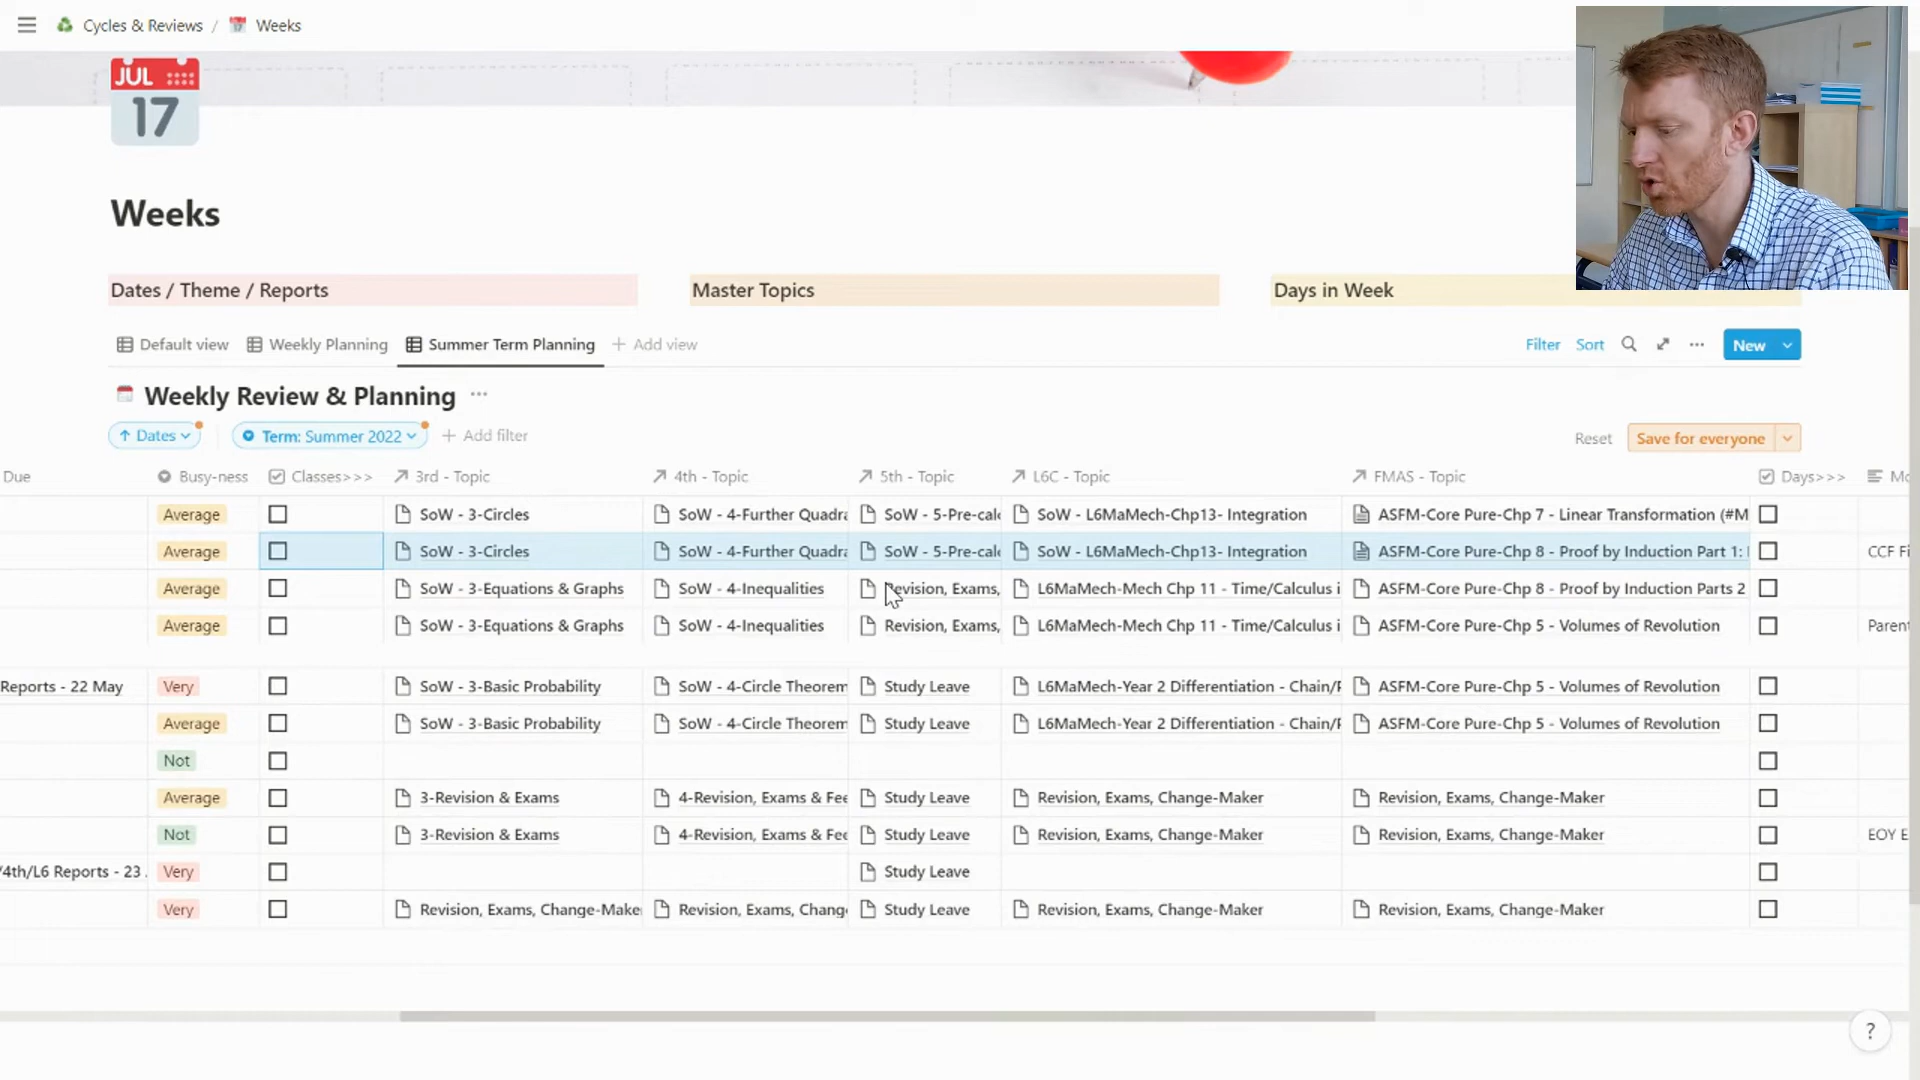 Cycles & Reviews / Weeks
JUL
17
Weeks
Dates / Theme / Reports Master Topics Days in Week
Default view Weekly Planning Summer Term Planning + Add view Filter Sort ... New
Weekly Review & Planning ...
Dates Term: Summer 2022 + Add filter Reset Save for everyone
Due Busy-ness Classes>>> 3rd - Topic 4th - Topic 5th - Topic L6C - Topic FMAS - Topic Days>>>
Average SoW - 3-Circles SoW - 4-Further Quadra SoW - 5-Pre-calc SoW - L6MaMech-Chp13- Integration ASFM-Core Pure-Chp 7 - Linear Transformation (#M
Average SoW - 3-Circles SoW - 4-Further Quadra SoW - 5-Pre-calc SoW - L6MaMech-Chp13- Integration ASFM-Core Pure-Chp 8 - Proof by Induction Part 1: CCF Fi
Average SoW - 3-Equations & Graphs SoW - 4-Inequalities Revision, Exams, L6MaMech-Mech Chp 11 - Time/Calculus i ASFM-Core Pure-Chp 8 - Proof by Induction Parts 2
Average SoW - 3-Equations & Graphs SoW - 4-Inequalities Revision, Exams, L6MaMech-Mech Chp 11 - Time/Calculus i ASFM-Core Pure-Chp 5 - Volumes of Revolution Paren
Reports - 22 May Very SoW - 3-Basic Probability SoW - 4-Circle Theorem Study Leave L6MaMech-Year 2 Differentiation - Chain/ ASFM-Core Pure-Chp 5 - Volumes of Revolution
Average SoW - 3-Basic Probability SoW - 4-Circle Theorem Study Leave L6MaMech-Year 2 Differentiation - Chain/ ASFM-Core Pure-Chp 5 - Volumes of Revolution
Not
Average 3-Revision & Exams 4-Revision, Exams & Fee Study Leave Revision, Exams, Change-Maker Revision, Exams, Change-Maker
Not 3-Revision & Exams 4-Revision, Exams & Fee Study Leave Revision, Exams, Change-Maker Revision, Exams, Change-Maker EOY E
/4th/L6 Reports - 23 Very Study Leave
Very Revision, Exams, Change-Make Revision, Exams, Chang Study Leave Revision, Exams, Change-Maker Revision, Exams, Change-Maker
?